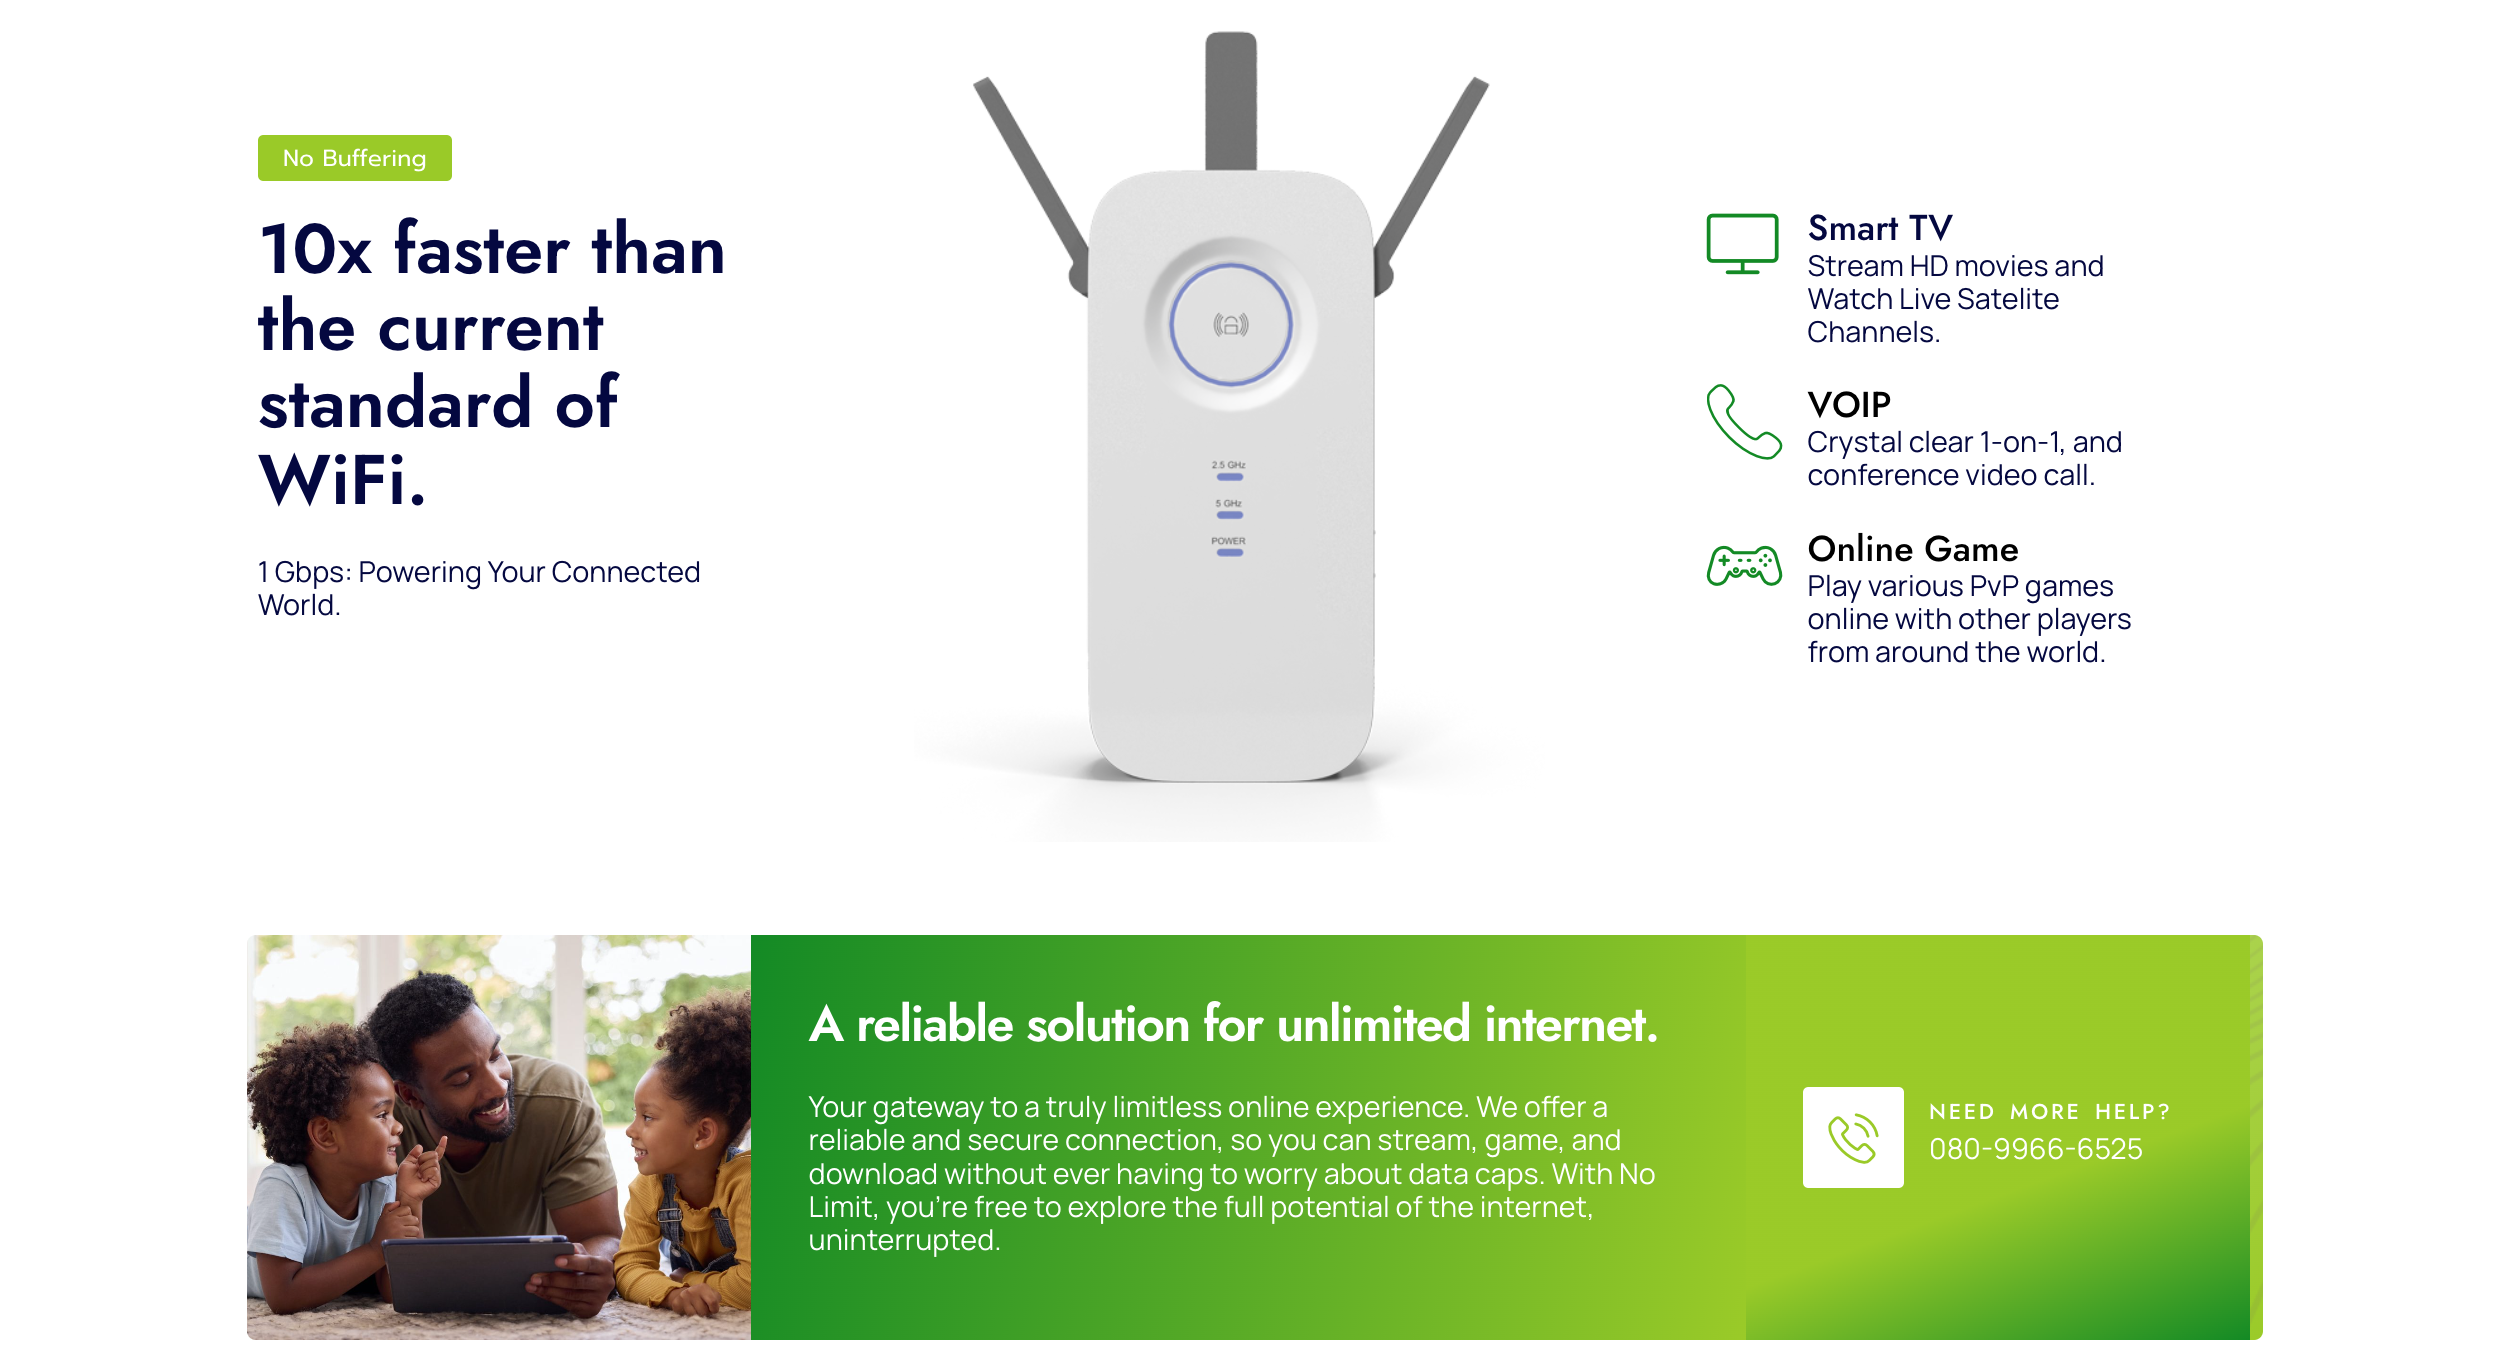 No Buffering
10x faster than
the current
standard of
WiFi.
1 Gbps: Powering Your Connected
World.
2.5 GHz
5 GHz
POWER
Smart TV
Stream HD movies and
Watch Live Satelite
Channels.
VOIP
Crystal clear 1-on-1, and
conference video call.
Online Game
Play various PvP games
online with other players
from around the world.
A reliable solution for unlimited internet.
Your gateway to a truly limitless online experience. We offer a
reliable and secure connection, so you can stream, game, and
download without ever having to worry about data caps. With No
Limit, you’re free to explore the full potential of the internet,
uninterrupted.
NEED MORE HELP?
080-9966-6525